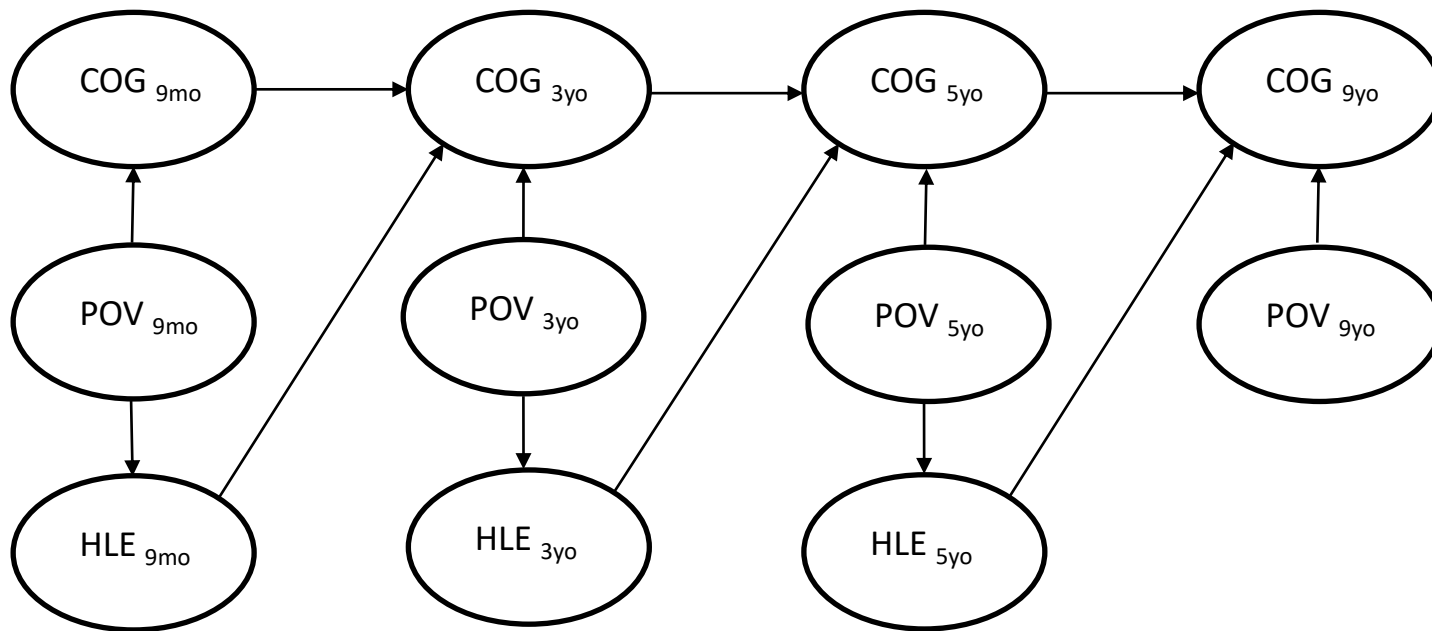 COG 9mo
COG 3yo
COG 5yo
COG 9yo
POV 9mo
POV 3yo
POV 5yo
POV 9yo
HLE 9mo
HLE 3yo
HLE 5yo